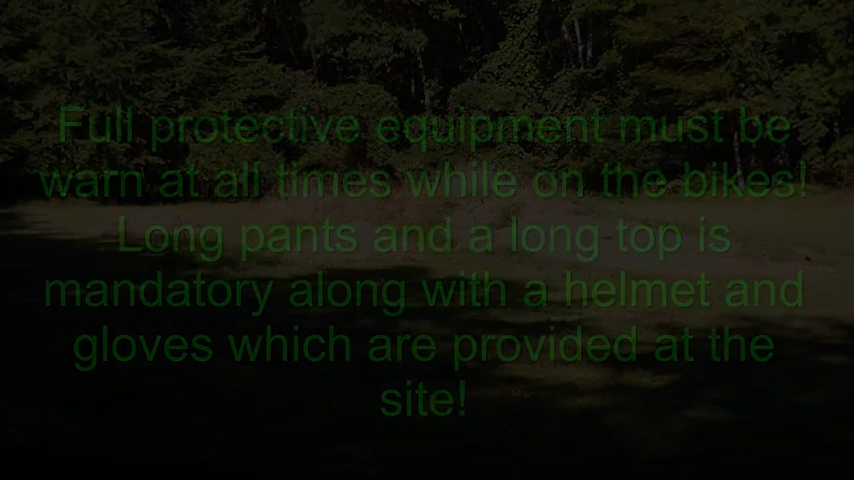 Full protective equipment must be
warn at all times while on the bikes!
Long pants and a long top is
mandatory along with a helmet and
gloves which are provided at the
site!